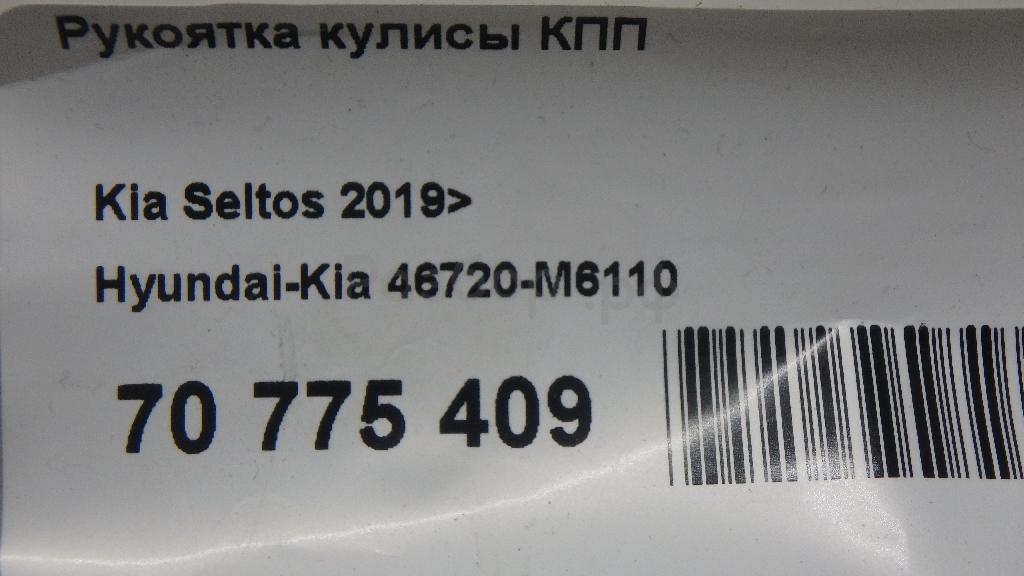 Рукоятка кулисы КПП
Kia Seltos 2019>
Hyundai-Kia 46720-M6110
70 775 409